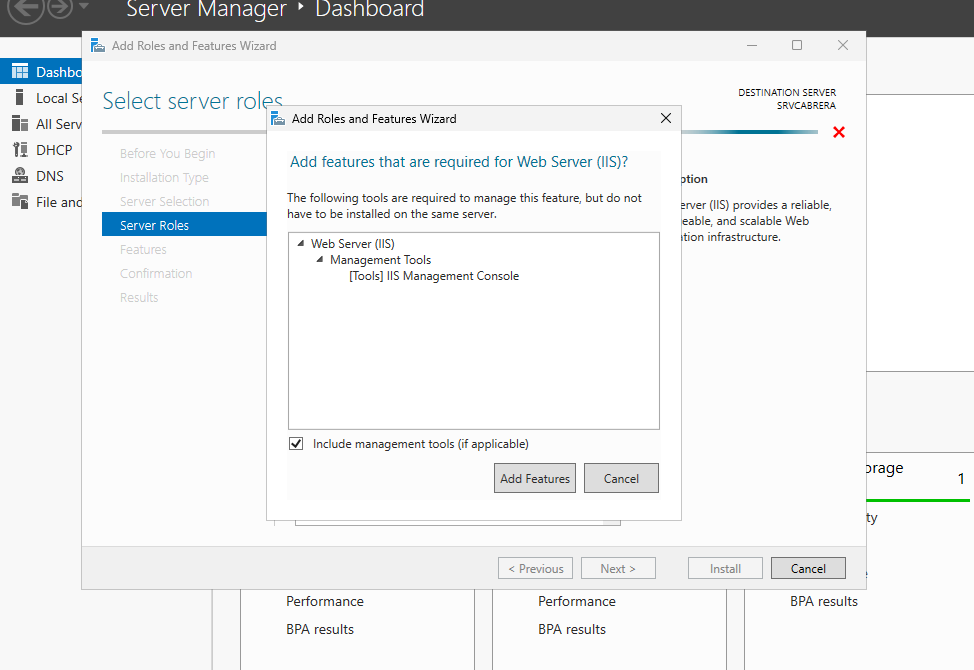 Server Manager ‣ Dashboard
Add Roles and Features Wizard
Dashbo
Local Se
All Serv
DHCP
DNS
File and
Select server roles
DESTINATION SERVER
SRVCABRERA
Before You Begin
Installation Type
Server Selection
Server Roles
Features
Confirmation
Results
Add Roles and Features Wizard
Add features that are required for Web Server (IIS)?
The following tools are required to manage this feature, but do not
have to be installed on the same server.
Web Server (IIS)
Management Tools
[Tools] IIS Management Console
Include management tools (if applicable)
Add Features
Cancel
ption
erver (IIS) provides a reliable,
eable, and scalable Web
tion infrastructure.
< Previous
Next >
Install
Cancel
orage
1
ty
Performance
BPA results
Performance
BPA results
BPA results